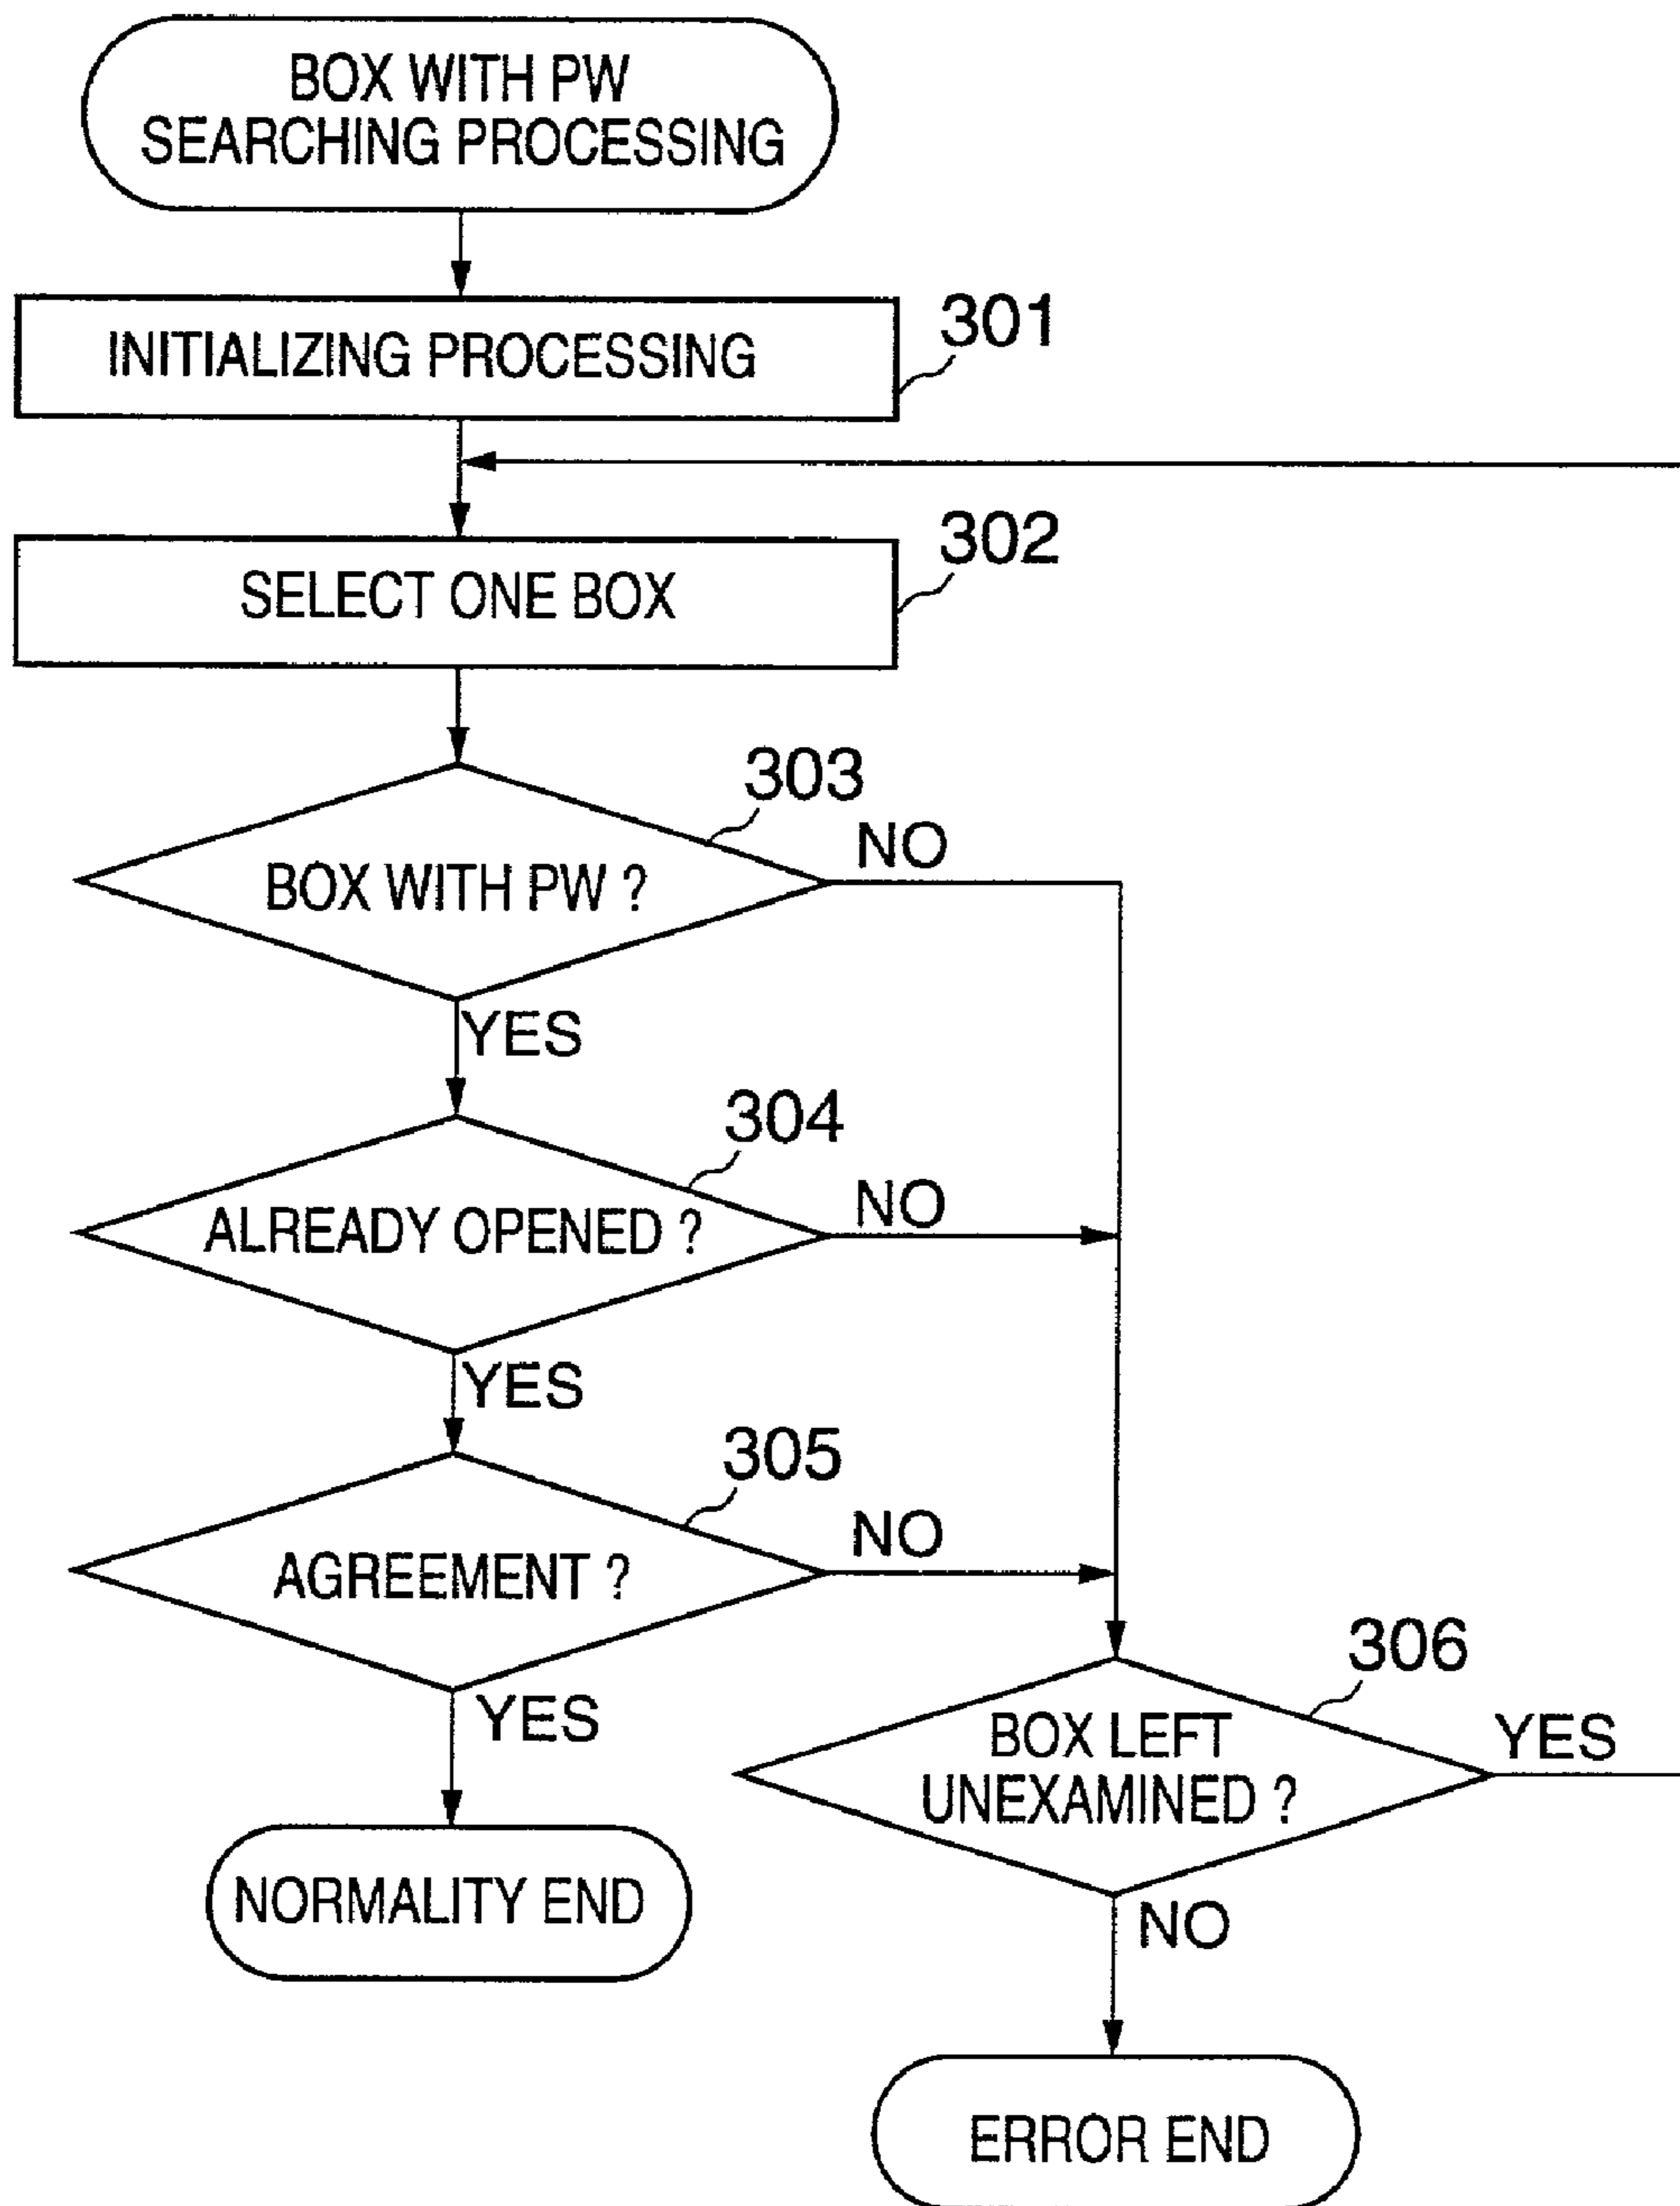 BOX WITH PW
SEARCHING PROCESSING
INITIALIZING PROCESSING
301
SELECT ONE BOX
302
303
BOX WITH PW ?
NO
YES
304
ALREADY OPENED ?
NO
YES
305
AGREEMENT ?
NO
YES
306
BOX LEFT
UNEXAMINED ?
YES
NORMALITY END
NO
ERROR END